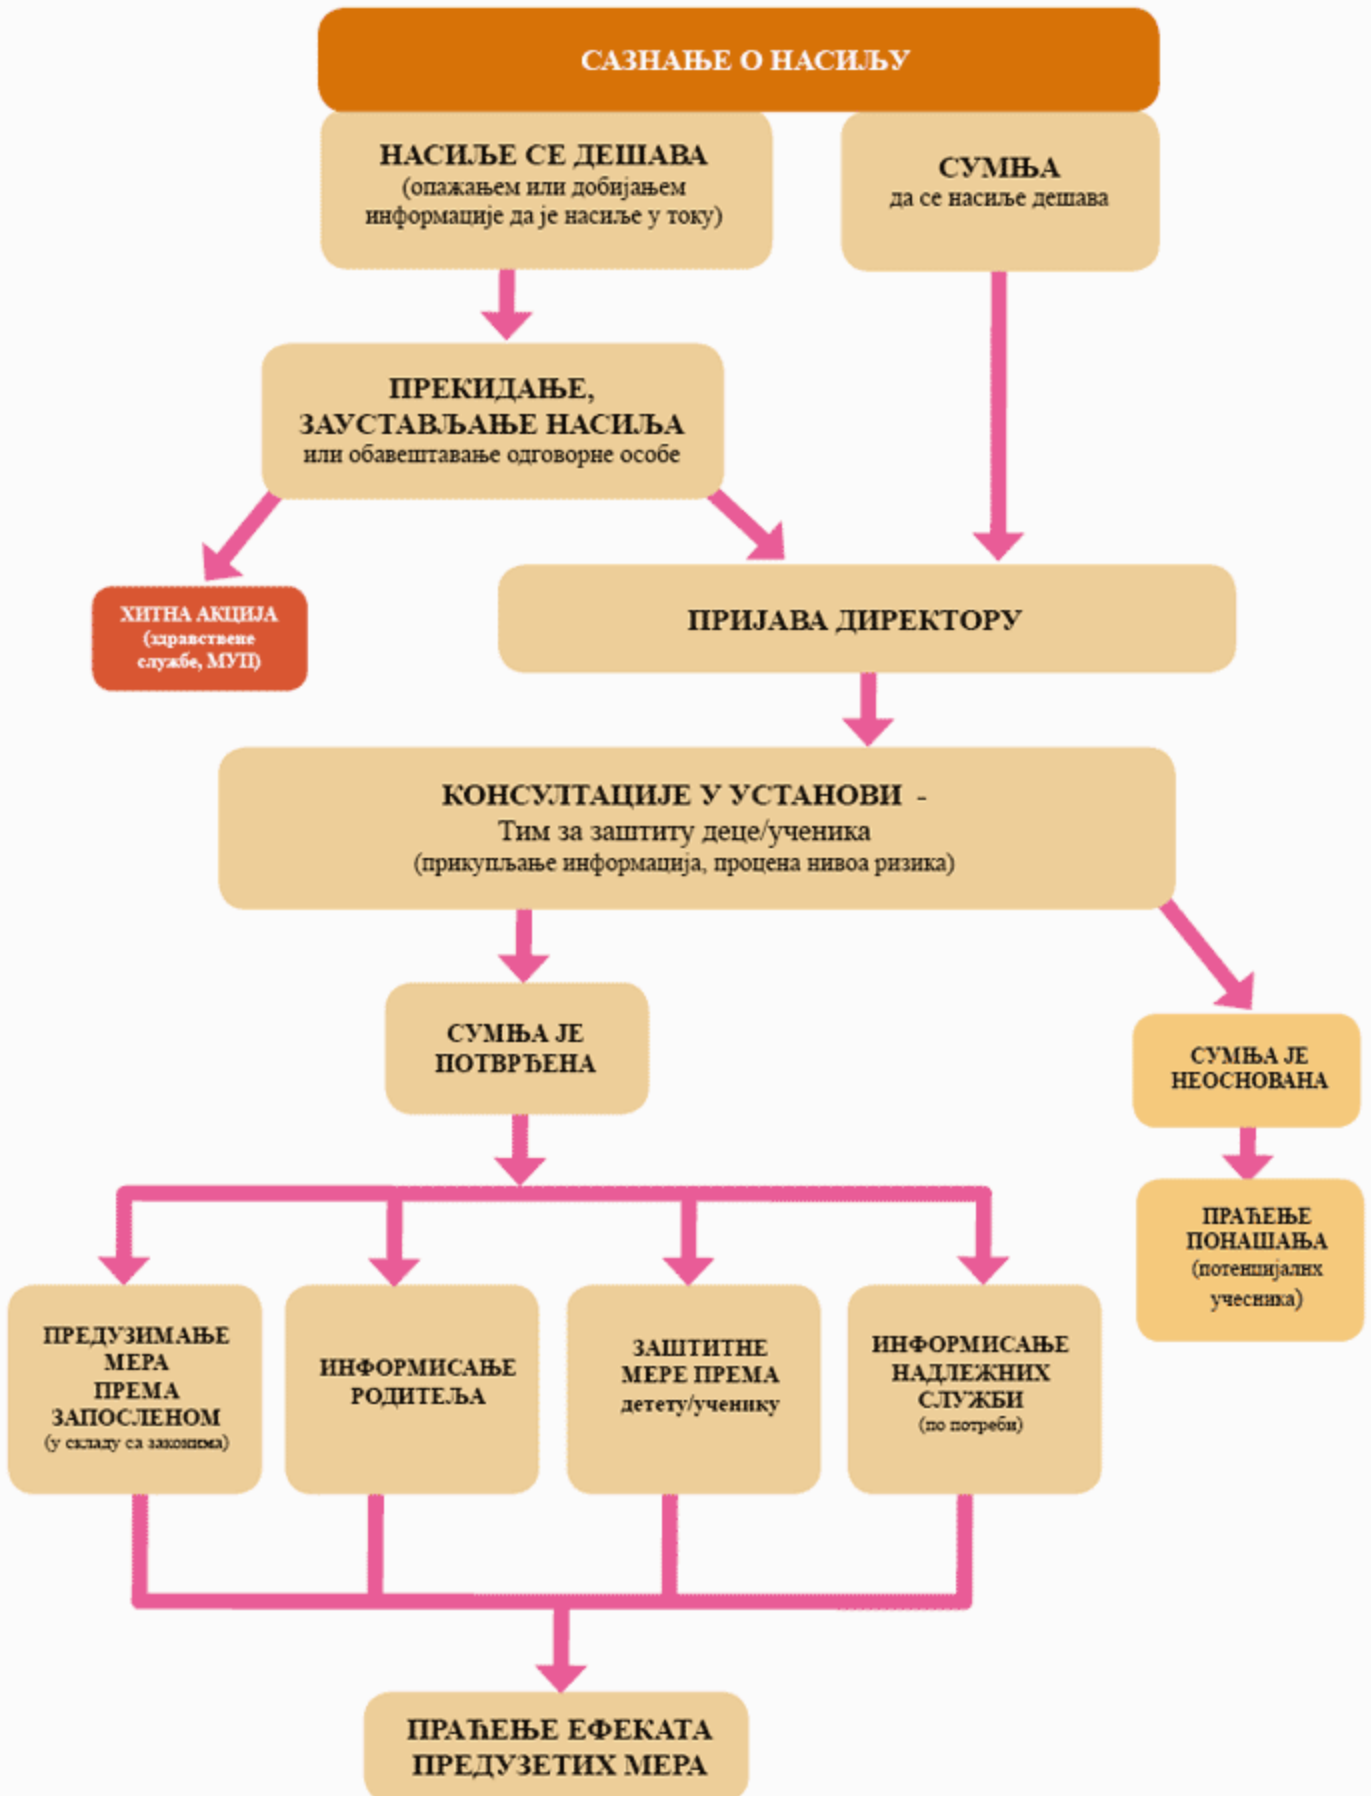 САЗНАЊЕ О НАСИЉУ
НАСИЉЕ СЕ ДЕШАВА
(опажањем или добијањем
информације да је насиље у току)
СУМЊА
да се насиље дешава
ПРЕКИДАЊЕ,
ЗАУСТАВЉАЊЕ НАСИЉА
или обавештавање одговорне особе
ХИТНА АКЦИЈА
(здравствене
службе, МУП)
ПРИЈАВА ДИРЕКТОРУ
КОНСУЛТАЦИЈЕ У УСТАНОВИ -
Тим за заштиту деце/ученика
(прикупљање информација, процена нивоа ризика)
СУМЊА ЈЕ
ПОТВРЂЕНА
СУМЊА ЈЕ
НЕОСНОВАНА
ПРАЋЕЊЕ
ПОНАШАЊА
(потенцијалнх
учесника)
ПРЕДУЗИМАЊЕ
МЕРА
ПРЕМА
ЗАПОСЛЕНОМ
(у складу са законима)
ИНФОРМИСАЊЕ
РОДИТЕЉА
ЗАШТИТНЕ
МЕРЕ ПРЕМА
детету/ученику
ИНФОРМИСАЊЕ
НАДЛЕЖНИХ
СЛУЖБИ
(по потреби)
ПРАЋЕЊЕ ЕФЕКАТА
ПРЕДУЗЕТИХ МЕРА